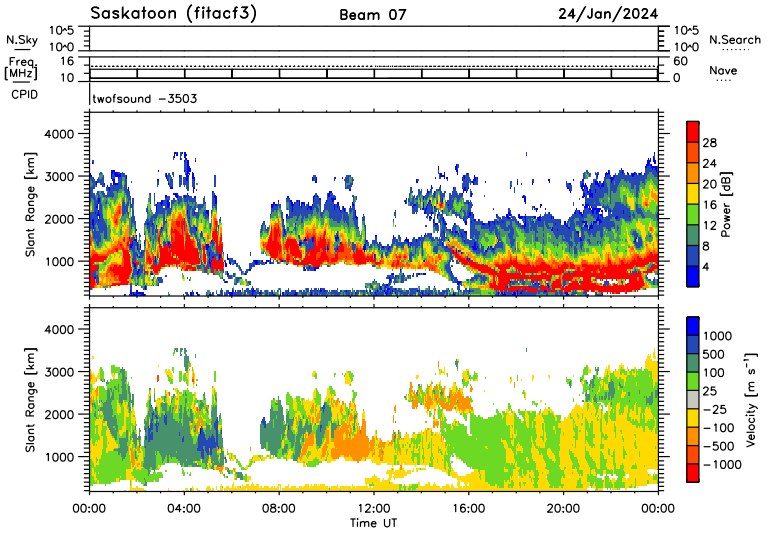 Saskatoon (fitacf3) Beam 07 24/Jan/2024
N.Sky 10^5 10^0 10^5 10^0 N.Search
Freq. [MHz] 16 10 60 0 Nave
CPID twofsound -3503
Slant Range [km] 4000 3000 2000 1000
28 24 20 16 12 8 4 Power [dB]
Slant Range [km] 4000 3000 2000 1000
1000 500 100 25 -25 -100 -500 -1000 Velocity [m s^-1]
00:00 04:00 08:00 12:00 16:00 20:00 00:00
Time UT